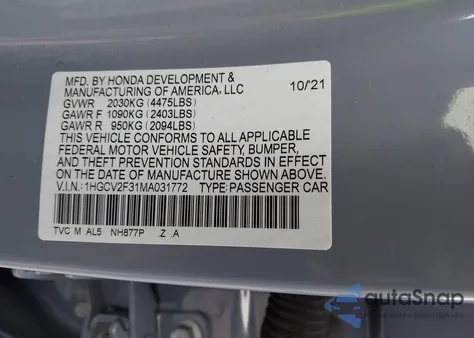 MFD. BY HONDA DEVELOPMENT &
MANUFACTURING OF AMERICA, LLC 10/21
GVWR 2030KG (4475LBS)
GAWR F 1090KG (2403LBS)
GAWR R 950KG (2094LBS)
THIS VEHICLE CONFORMS TO ALL APPLICABLE
FEDERAL MOTOR VEHICLE SAFETY, BUMPER,
AND THEFT PREVENTION STANDARDS IN EFFECT
ON THE DATE OF MANUFACTURE SHOWN ABOVE.
V.I.N.: 1HGCV2F31MA031772 TYPE: PASSENGER CAR
TVC M AL5 NH877P .Z .A
autoSnap